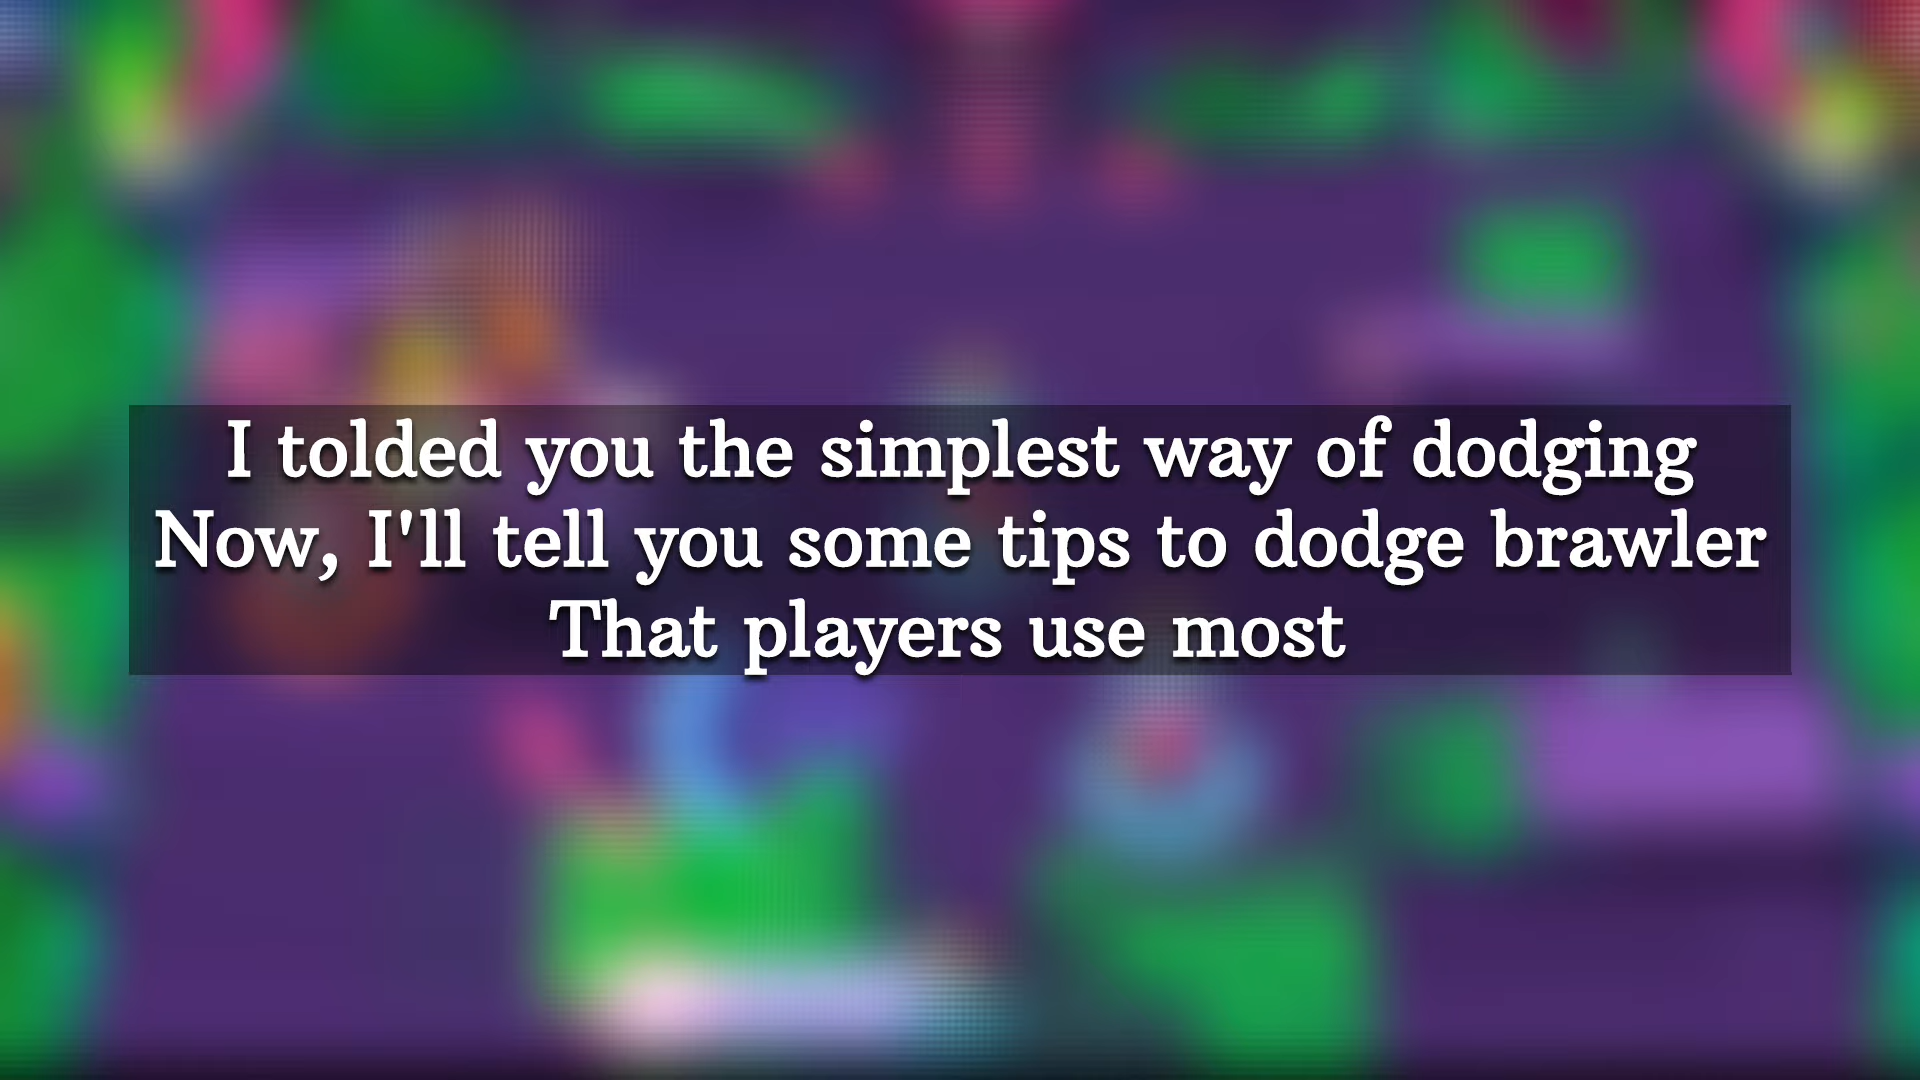 I tolded you the simplest way of dodging
Now, I'll tell you some tips to dodge brawler
That players use most